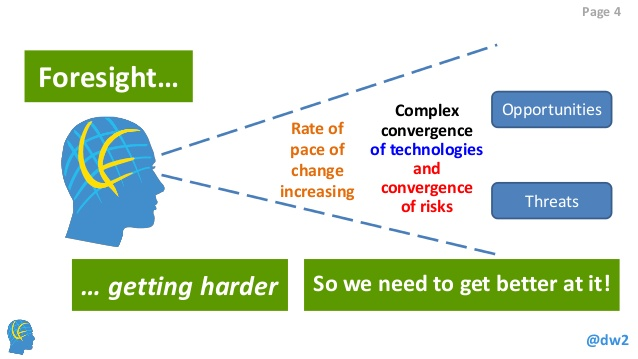 Page 4
Foresight…
Rate of
pace of
change
increasing
Complex
convergence
of technologies
and
convergence
of risks
Opportunities
Threats
… getting harder
So we need to get better at it!
@dw2